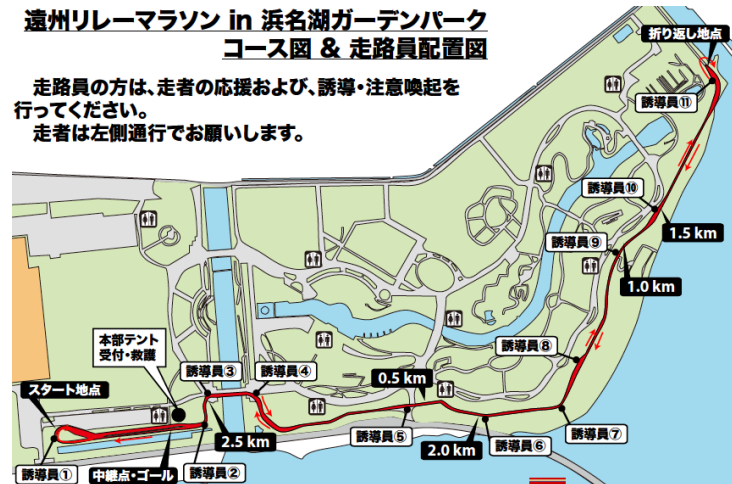 遠州リレーマラソン in 浜名湖ガーデンパーク
コース図 & 走路員配置図
走路員の方は、走者の応援および、誘導・注意喚起を
行ってください。
走者は左側通行でお願いします。
折り返し地点
誘導員⑪
誘導員⑩
1.5 km
誘導員⑨
1.0 km
本部テント
受付・救護
誘導員⑧
誘導員③
誘導員④
0.5 km
スタート地点
2.5 km
誘導員⑤
2.0 km
誘導員⑥
誘導員⑦
誘導員①
中継点・ゴール
誘導員②